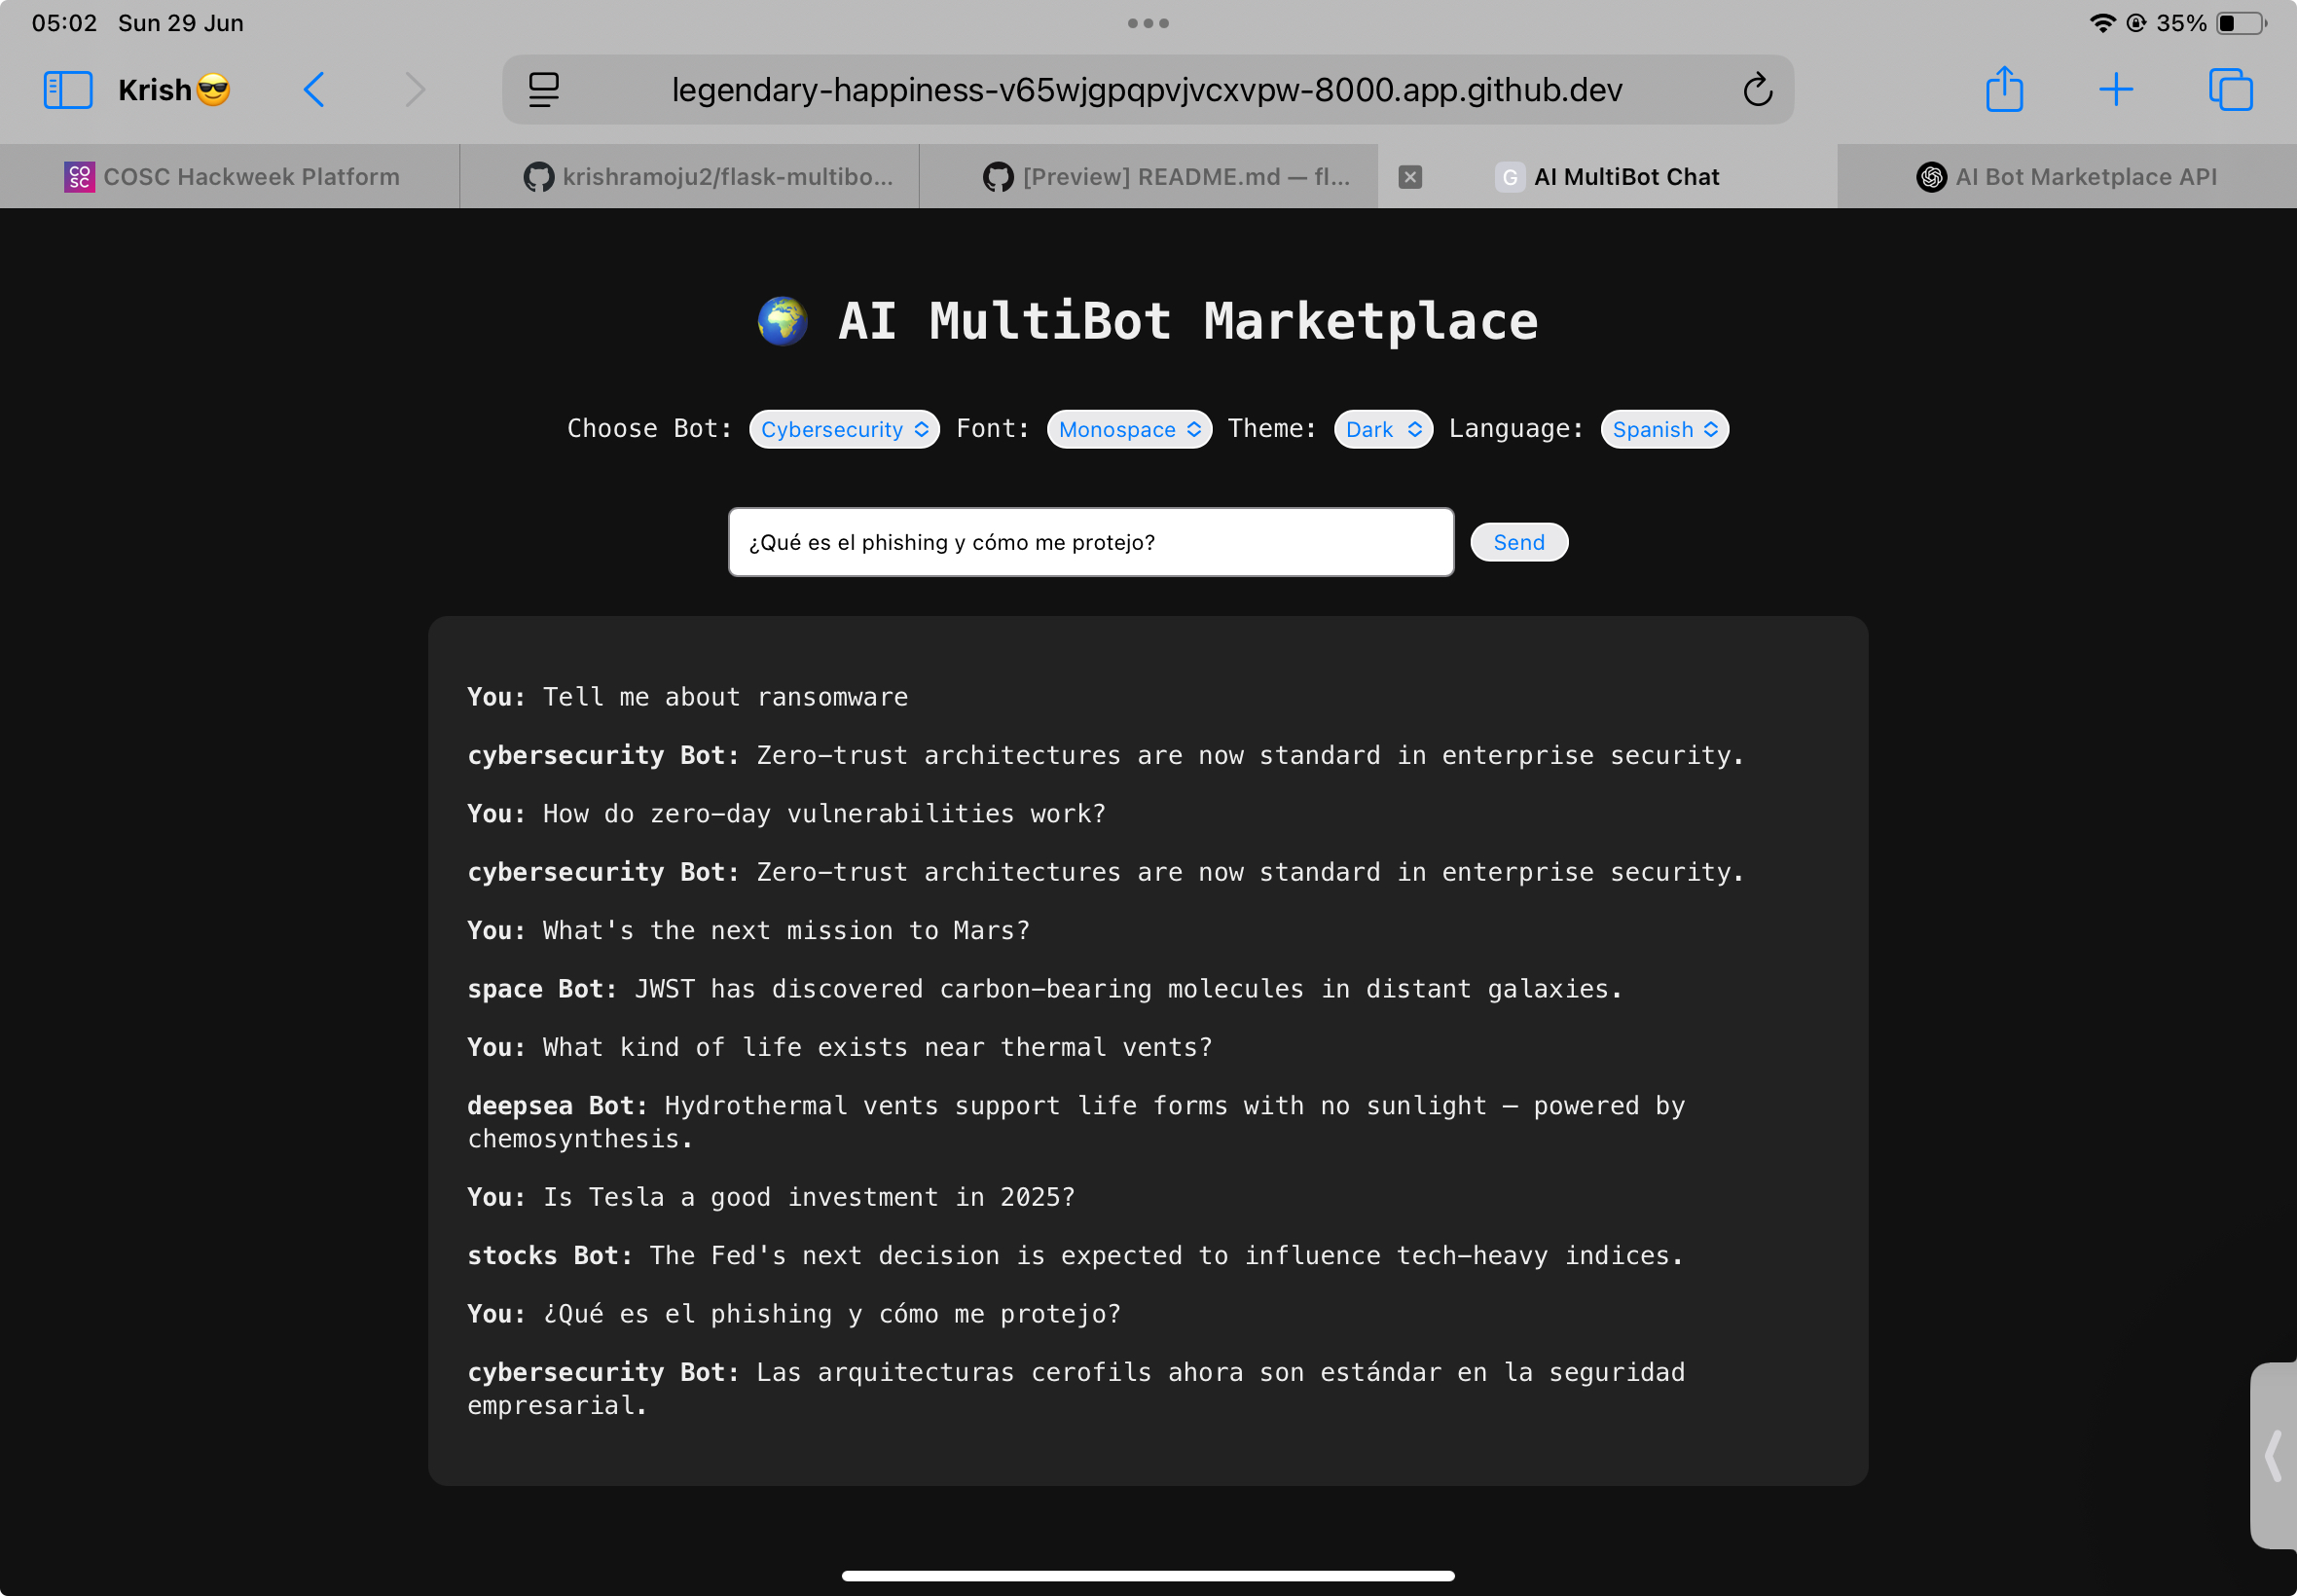 05:02 Sun 29 Jun
35%
Krish😎
legendary-happiness-v65wjgpqpvjvcxvpw-8000.app.github.dev
COSC Hackweek Platform
krishramoju2/flask-multibo...
[Preview] README.md — fl...
G AI MultiBot Chat
AI Bot Marketplace API
🌍 AI MultiBot Marketplace
Choose Bot: Cybersecurity Font: Monospace Theme: Dark Language: Spanish
¿Qué es el phishing y cómo me protejo? Send
You: Tell me about ransomware
cybersecurity Bot: Zero-trust architectures are now standard in enterprise security.
You: How do zero-day vulnerabilities work?
cybersecurity Bot: Zero-trust architectures are now standard in enterprise security.
You: What's the next mission to Mars?
space Bot: JWST has discovered carbon-bearing molecules in distant galaxies.
You: What kind of life exists near thermal vents?
deepsea Bot: Hydrothermal vents support life forms with no sunlight — powered by
chemosynthesis.
You: Is Tesla a good investment in 2025?
stocks Bot: The Fed's next decision is expected to influence tech-heavy indices.
You: ¿Qué es el phishing y cómo me protejo?
cybersecurity Bot: Las arquitecturas cerofils ahora son estándar en la seguridad
empresarial.